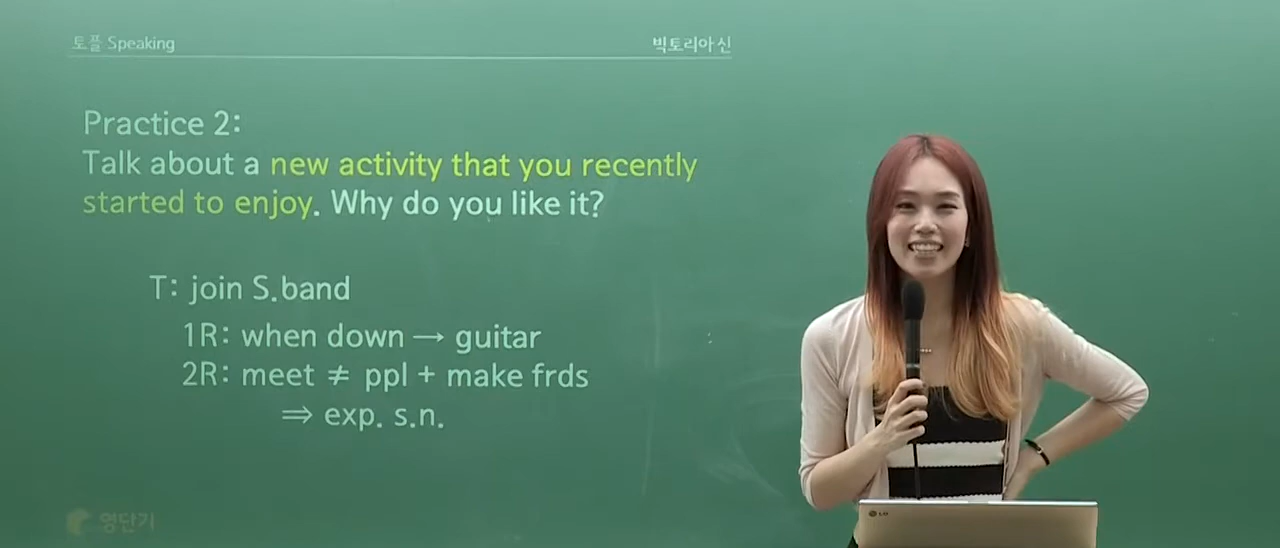 토플 Speaking
빅토리아 신
Practice 2:
Talk about a new activity that you recently
started to enjoy. Why do you like it?
T: join S.band
1R: when down → guitar
2R: meet ≠ ppl + make frds
⇒ exp. s.n.
영단기
LG